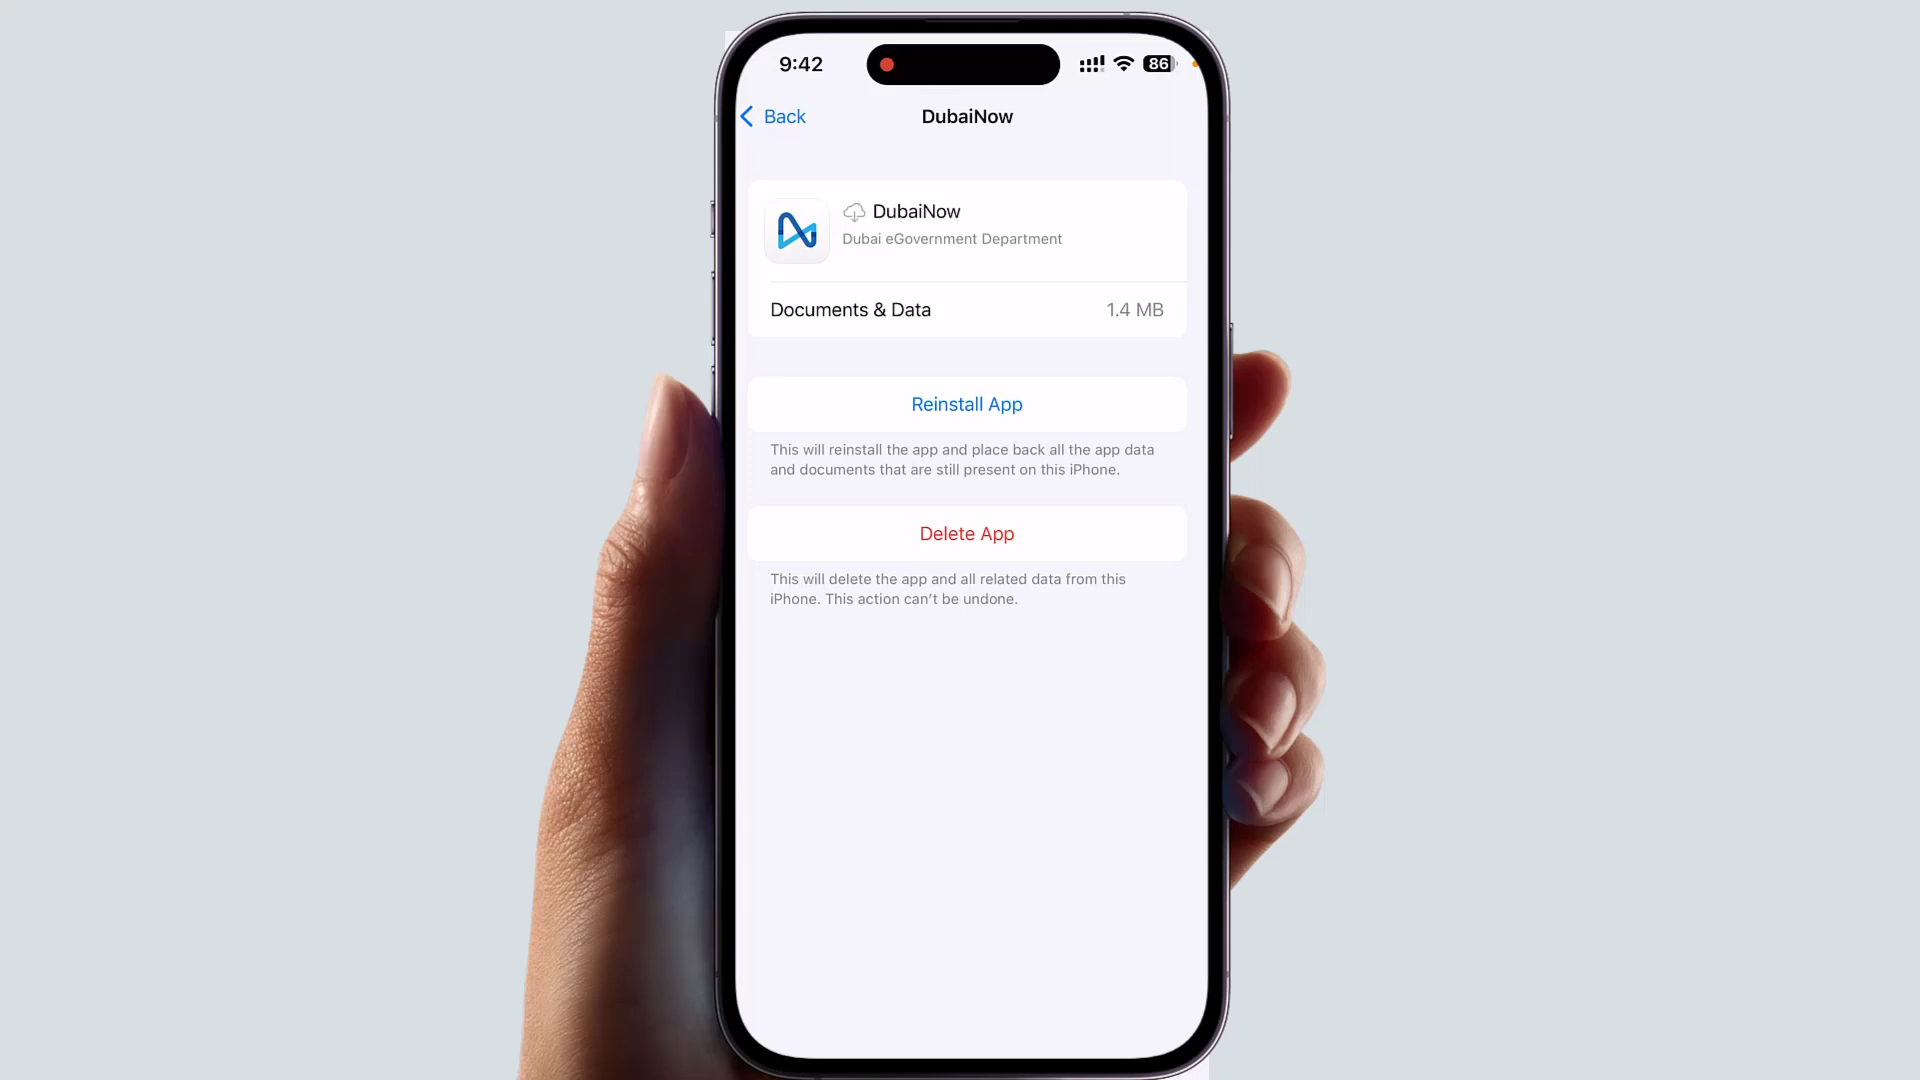 9:42
86
Back
DubaiNow
DubaiNow
Dubai eGovernment Department
Documents & Data
1.4 MB
Reinstall App
This will reinstall the app and place back all the app data
and documents that are still present on this iPhone.
Delete App
This will delete the app and all related data from this
iPhone. This action can’t be undone.